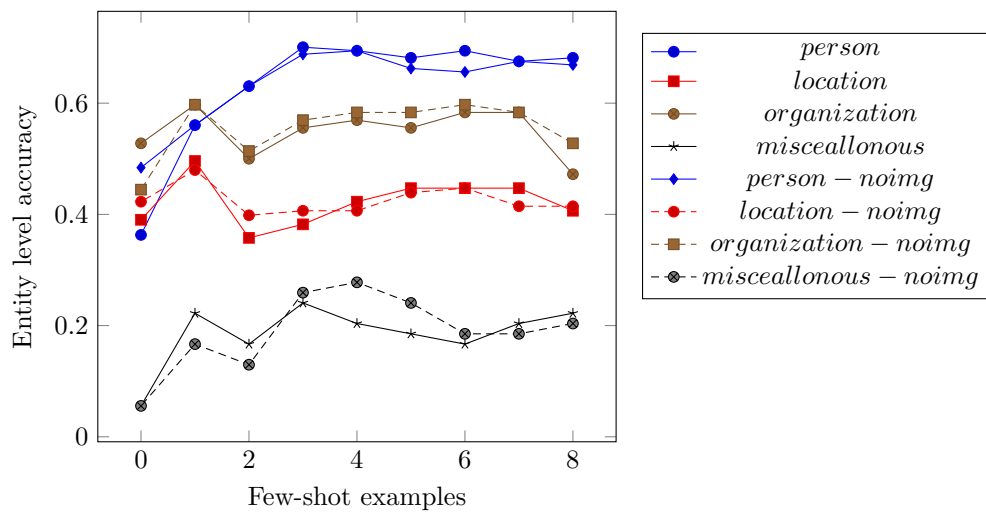 Entity level accuracy
0.6
0.4
0.2
0
0 2 4 6 8
Few-shot examples
person
location
organization
misceallonous
person − noimg
location − noimg
organization − noimg
misceallonous − noimg